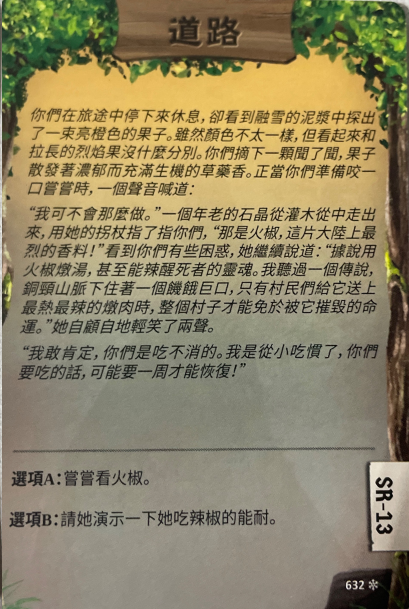 道路
你們在旅途中停下來休息，卻看到融雪的泥漿中探出
了一束亮橙色的果子。雖然顏色不太一樣，但看起來和
拉長的烈焰果沒什麼分別。你們摘下一顆聞了聞，果子
散發著濃郁而充滿生機的草藥香。正當你們準備咬一
口嘗嘗時，一個聲音喊道：
“我可不會那麼做。”一個年老的石晶從灌木從中走出
來，用她的拐杖指了指你們，“那是火椒，這片大陸上最
烈的香料！”看到你們有些困惑，她繼續說道：“據說用
火椒燉湯，甚至能辣醒死者的靈魂。我聽過一個傳說，
銅頸山脈下住著一個饑餓巨口，只有村民們給它送上
最熱最辣的燉肉時，整個村子才能免於被它摧毀的命
運。”她自顧自地輕笑了兩聲。
“我敢肯定，你們是吃不消的。我是從小吃慣了，你們
要吃的話，可能要一周才能恢復！”
選項A：嘗嘗看火椒。
選項B：請她演示一下她吃辣椒的能耐。
SR-13
632